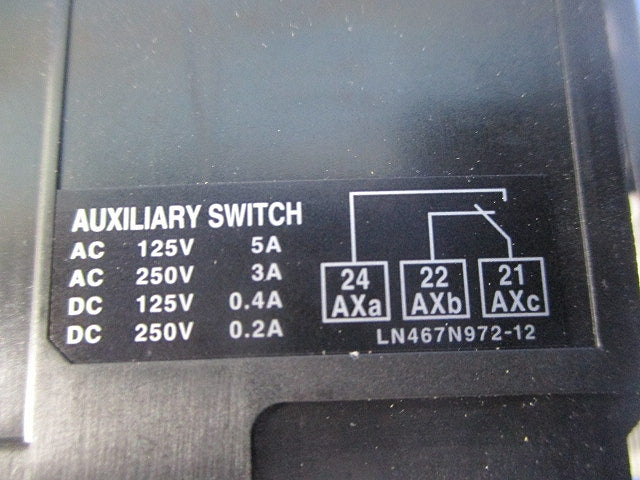 AUXILIARY SWITCH
AC 125V 5A
AC 250V 3A
DC 125V 0.4A
DC 250V 0.2A
24 22 21
AXa AXb AXc
LN467N972-12